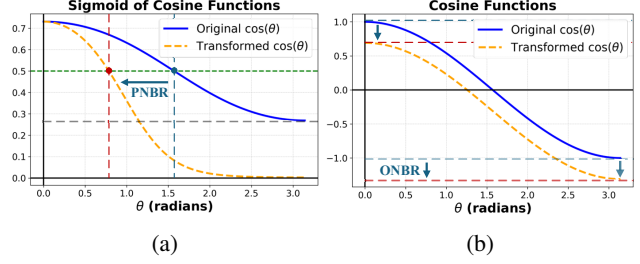 Sigmoid of Cosine Functions
Original cos(θ)
Transformed cos(θ)
PNBR
0.7
0.6
0.5
0.4
0.3
0.2
0.1
0.0
0.0 0.5 1.0 1.5 2.0 2.5 3.0
θ (radians)
(a)
Cosine Functions
Original cos(θ)
Transformed cos(θ)
ONBR
1.0
0.5
0.0
−0.5
−1.0
0.0 0.5 1.0 1.5 2.0 2.5 3.0
θ (radians)
(b)